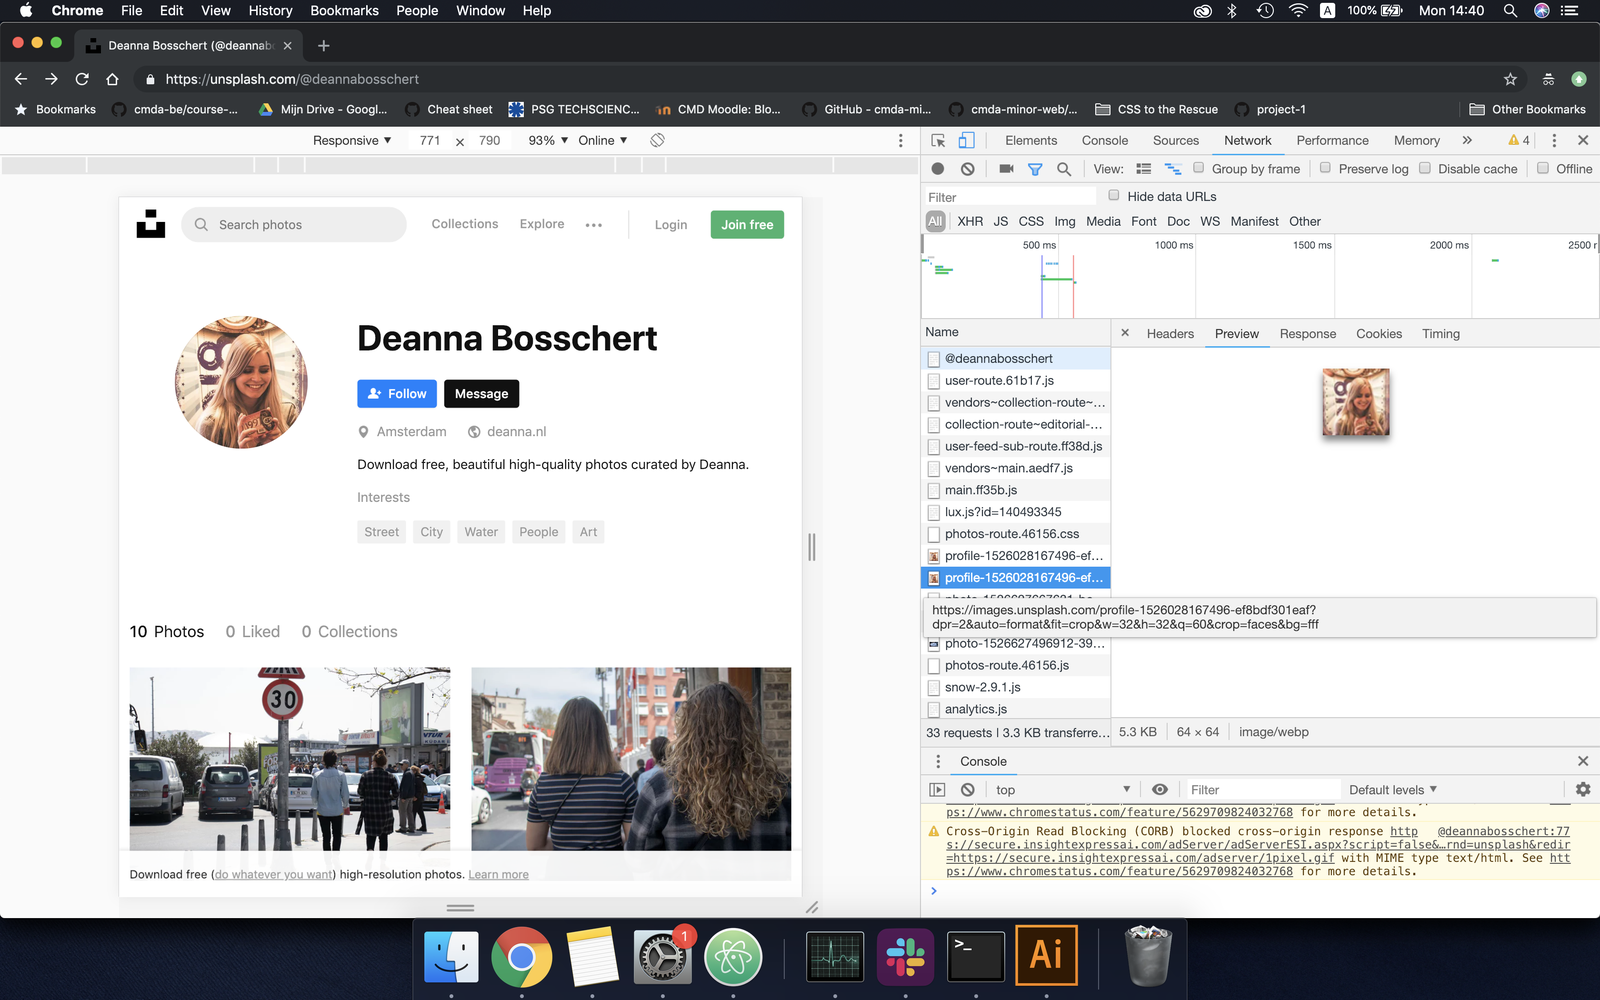 Chrome File Edit View History Bookmarks People Window Help
A 100% Mon 14:40
Deanna Bosschert (@deannab
https://unsplash.com/@deannabosschert
Bookmarks cmda-be/course-... Mijn Drive - Googl... Cheat sheet PSG TECHSCIENC... CMD Moodle: Blo... GitHub - cmda-mi... cmda-minor-web/... CSS to the Rescue project-1 Other Bookmarks
Responsive 771 × 790 93% Online
Elements Console Sources Network Performance Memory 4
View: Group by frame Preserve log Disable cache Offline
Filter Hide data URLs
All XHR JS CSS Img Media Font Doc WS Manifest Other
500 ms 1000 ms 1500 ms 2000 ms 2500
Search photos Collections Explore Login Join free
Deanna Bosschert
Follow Message
Amsterdam deanna.nl
Download free, beautiful high-quality photos curated by Deanna.
Interests
Street City Water People Art
10 Photos 0 Liked 0 Collections
30
Download free (do whatever you want) high-resolution photos. Learn more
Name
@deannabosschert
user-route.61b17.js
vendors~collection-route~...
collection-route~editorial-...
user-feed-sub-route.ff38d.js
vendors~main.aedf7.js
main.ff35b.js
lux.js?id=140493345
photos-route.46156.css
profile-1526028167496-ef...
profile-1526028167496-ef...
https://images.unsplash.com/profile-1526028167496-ef8bdf301eaf?
dpr=2&auto=format&fit=crop&w=32&h=32&q=60&crop=faces&bg=fff
photo-1526627496912-39...
photos-route.46156.js
snow-2.9.1.js
analytics.js
33 requests | 3.3 KB transferre...
Headers Preview Response Cookies Timing
5.3 KB 64 × 64 image/webp
Console
top Filter Default levels
ps://www.chromestatus.com/feature/5629709824032768 for more details.
Cross-Origin Read Blocking (CORB) blocked cross-origin response http @deannabosschert:77
s://secure.insightexpressai.com/adServer/adServerESI.aspx?script=false&…rnd=unsplash&redir
=https://secure.insightexpressai.com/adserver/1pixel.gif with MIME type text/html. See htt
ps://www.chromestatus.com/feature/5629709824032768 for more details.
1
>_
Ai